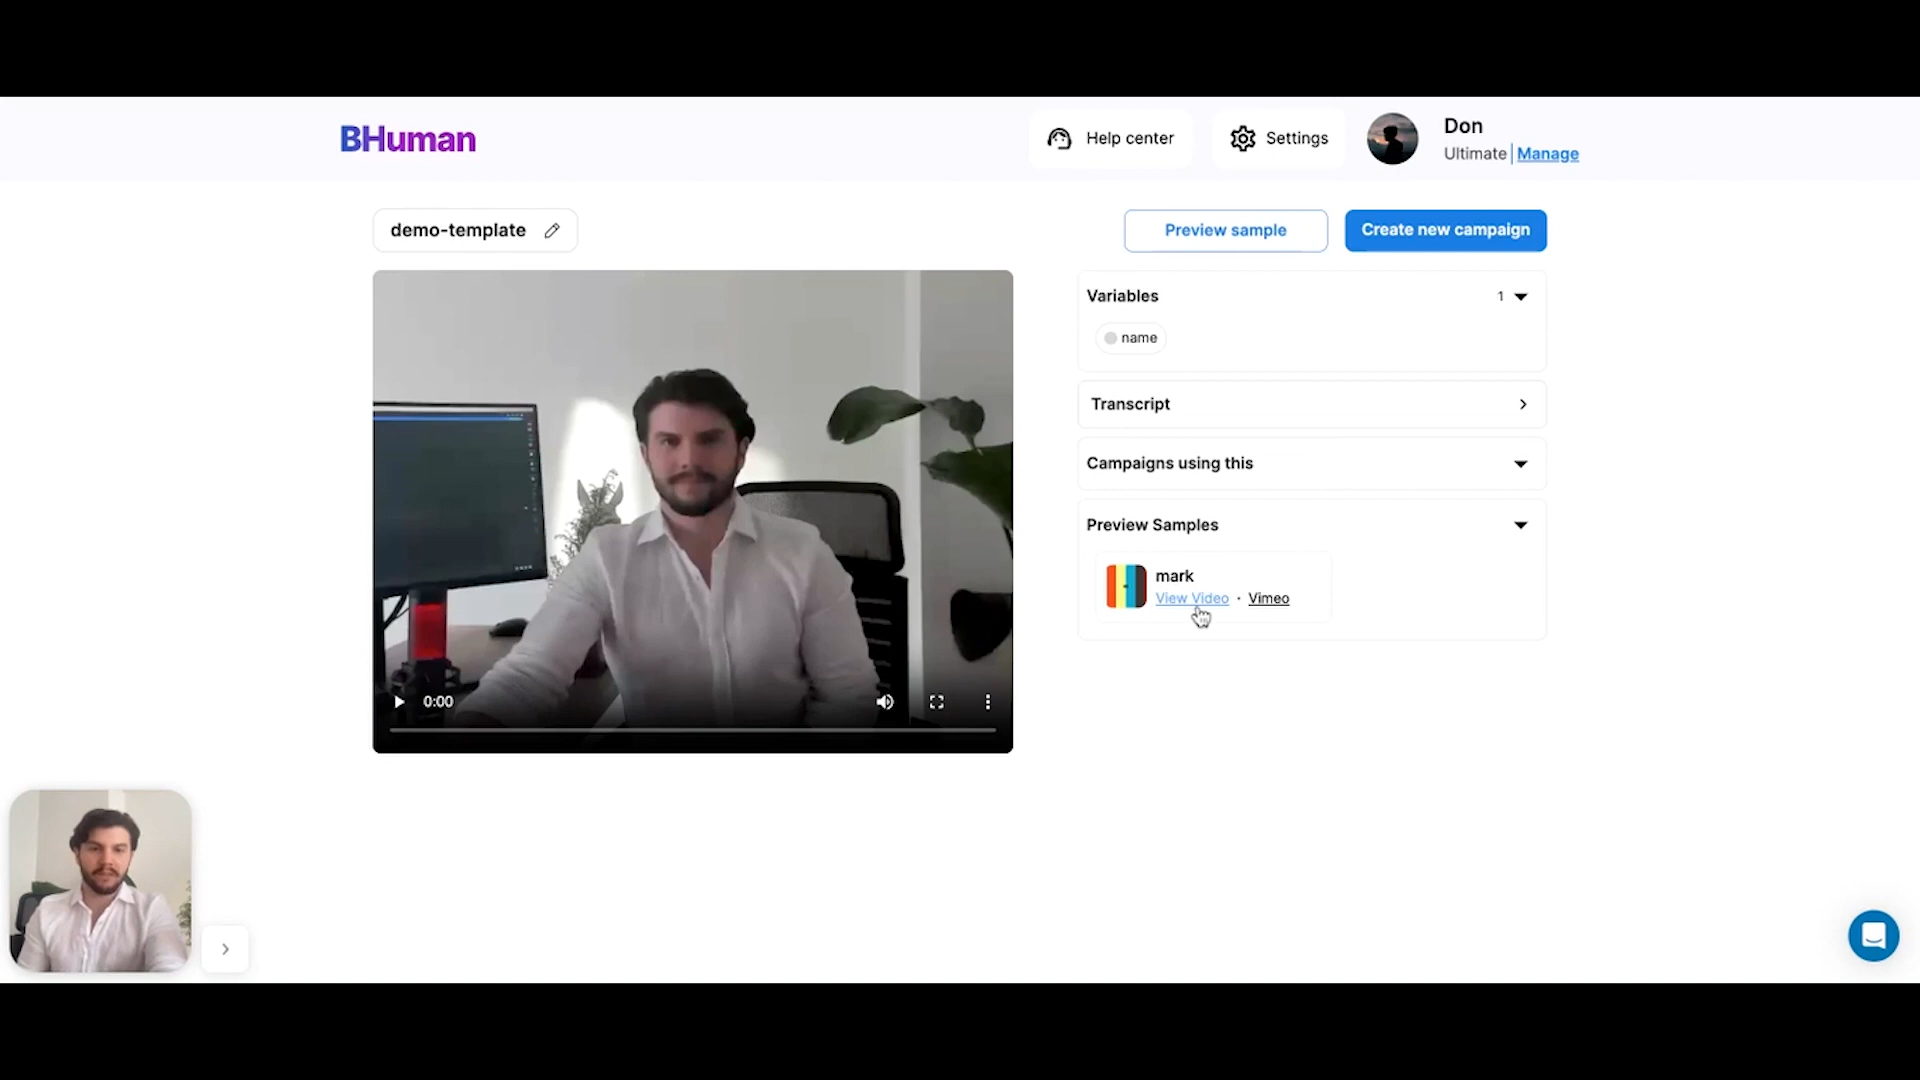 BHuman
Help center
Settings
Don
Ultimate | Manage
demo-template
Preview sample
Create new campaign
Variables
1
name
Transcript
Campaigns using this
Preview Samples
mark
View Video · Vimeo
0:00